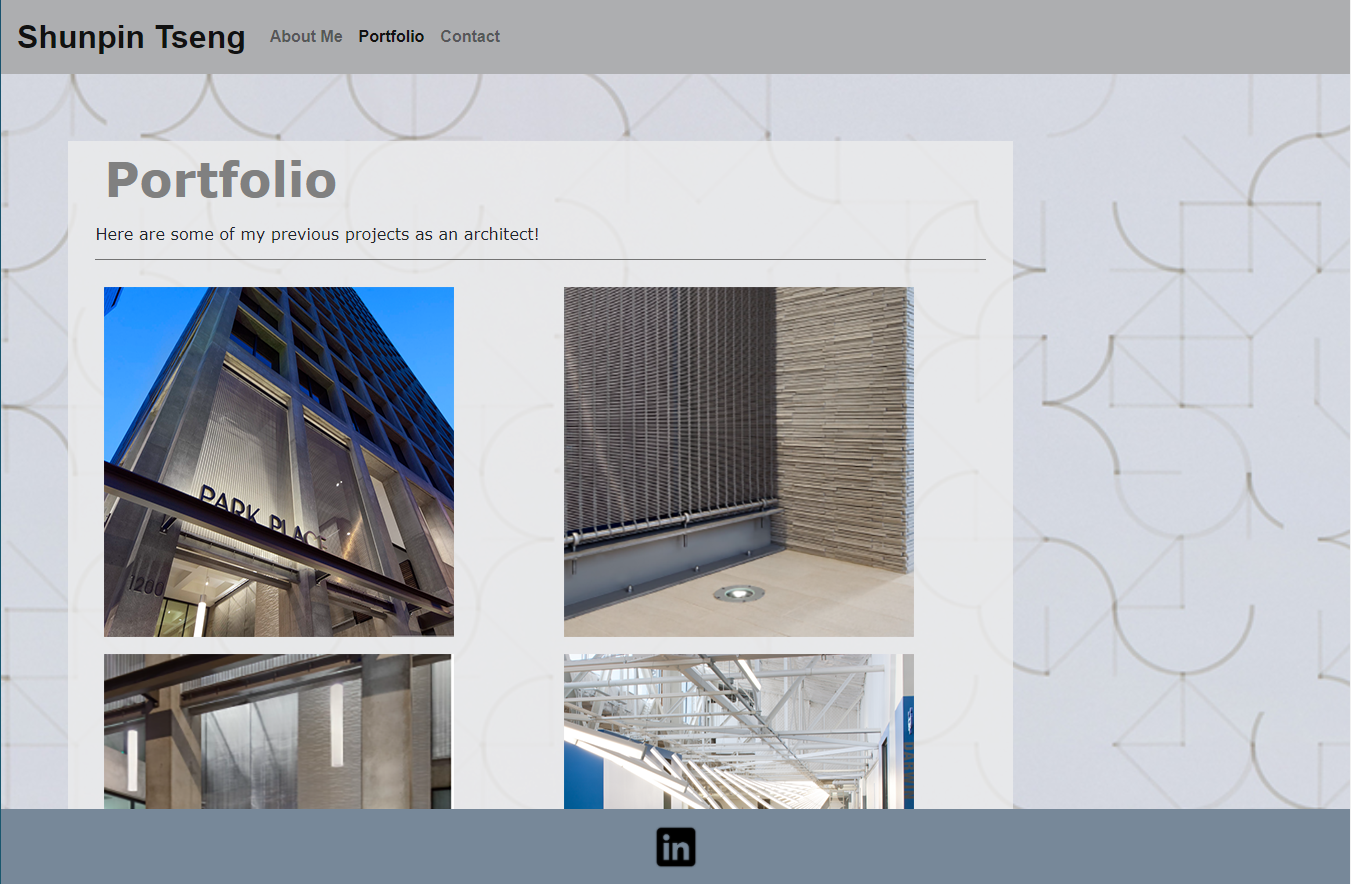 Shunpin Tseng About Me Portfolio Contact
Portfolio
Here are some of my previous projects as an architect!
PARK PLACE
1200
in